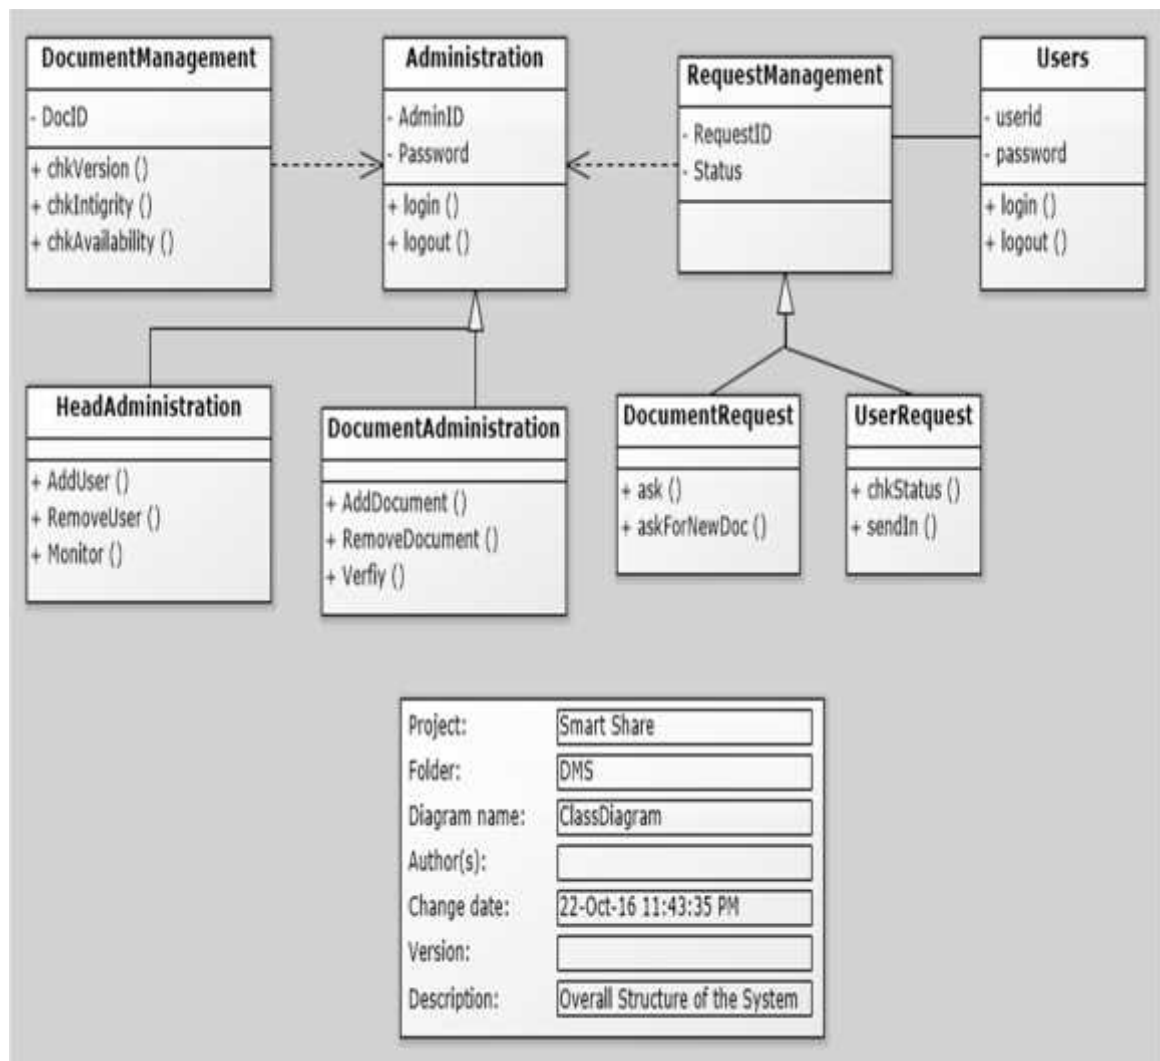 DocumentManagement
- DocID
+ chkVersion ()
+ chkIntigrity ()
+ chkAvailability ()
Administration
- AdminID
- Password
+ login ()
+ logout ()
RequestManagement
- RequestID
- Status
Users
- userid
- password
+ login ()
+ logout ()
HeadAdministration
+ AddUser ()
+ RemoveUser ()
+ Monitor ()
DocumentAdministration
+ AddDocument ()
+ RemoveDocument ()
+ Verfiy ()
DocumentRequest
+ ask ()
+ askForNewDoc ()
UserRequest
+ chkStatus ()
+ sendIn ()
Project: Smart Share
Folder: DMS
Diagram name: ClassDiagram
Author(s):
Change date: 22-Oct-16 11:43:35 PM
Version:
Description: Overall Structure of the System